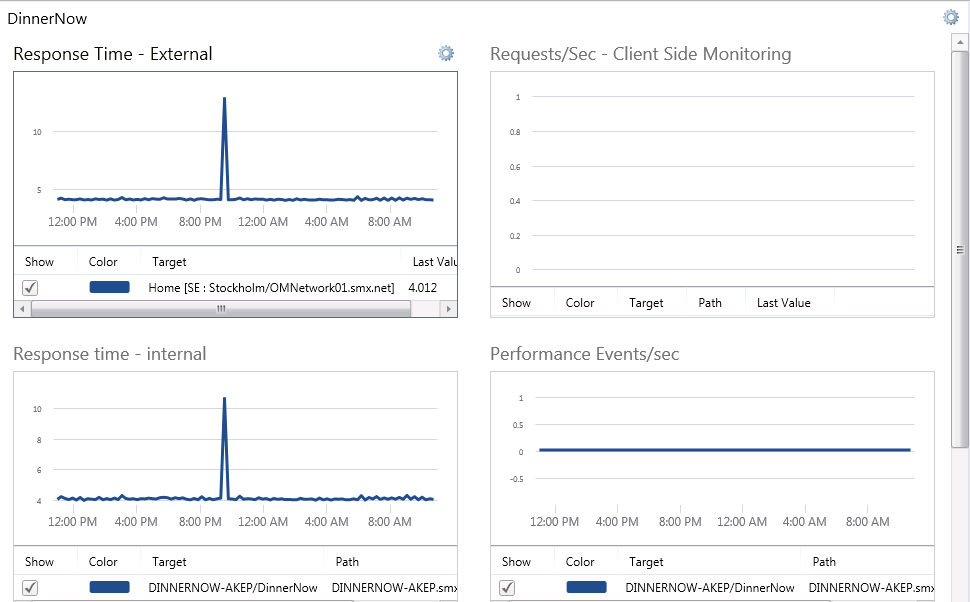 DinnerNow
Response Time - External
10
5
12:00 PM 4:00 PM 8:00 PM 12:00 AM 4:00 AM 8:00 AM
Show Color Target Last Valu
Home [SE : Stockholm/OMNetwork01.smx.net] 4.012
Requests/Sec - Client Side Monitoring
1
0.8
0.6
0.4
0.2
0
Show Color Target Path Last Value
Response time - internal
10
8
6
4
12:00 PM 4:00 PM 8:00 PM 12:00 AM 4:00 AM 8:00 AM
Show Color Target Path
DINNERNOW-AKEP/DinnerNow DINNERNOW-AKEP.smx
Performance Events/sec
1
0.5
0
-0.5
12:00 PM 4:00 PM 8:00 PM 12:00 AM 4:00 AM 8:00 AM
Show Color Target Path
DINNERNOW-AKEP/DinnerNow DINNERNOW-AKEP.smx